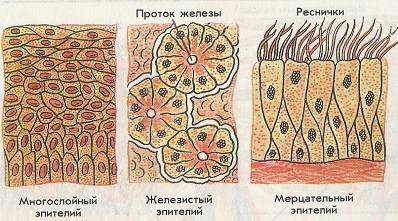 Проток железы
Реснички
Многослойный
эпителий
Железистый
эпителий
Мерцательный
эпителий